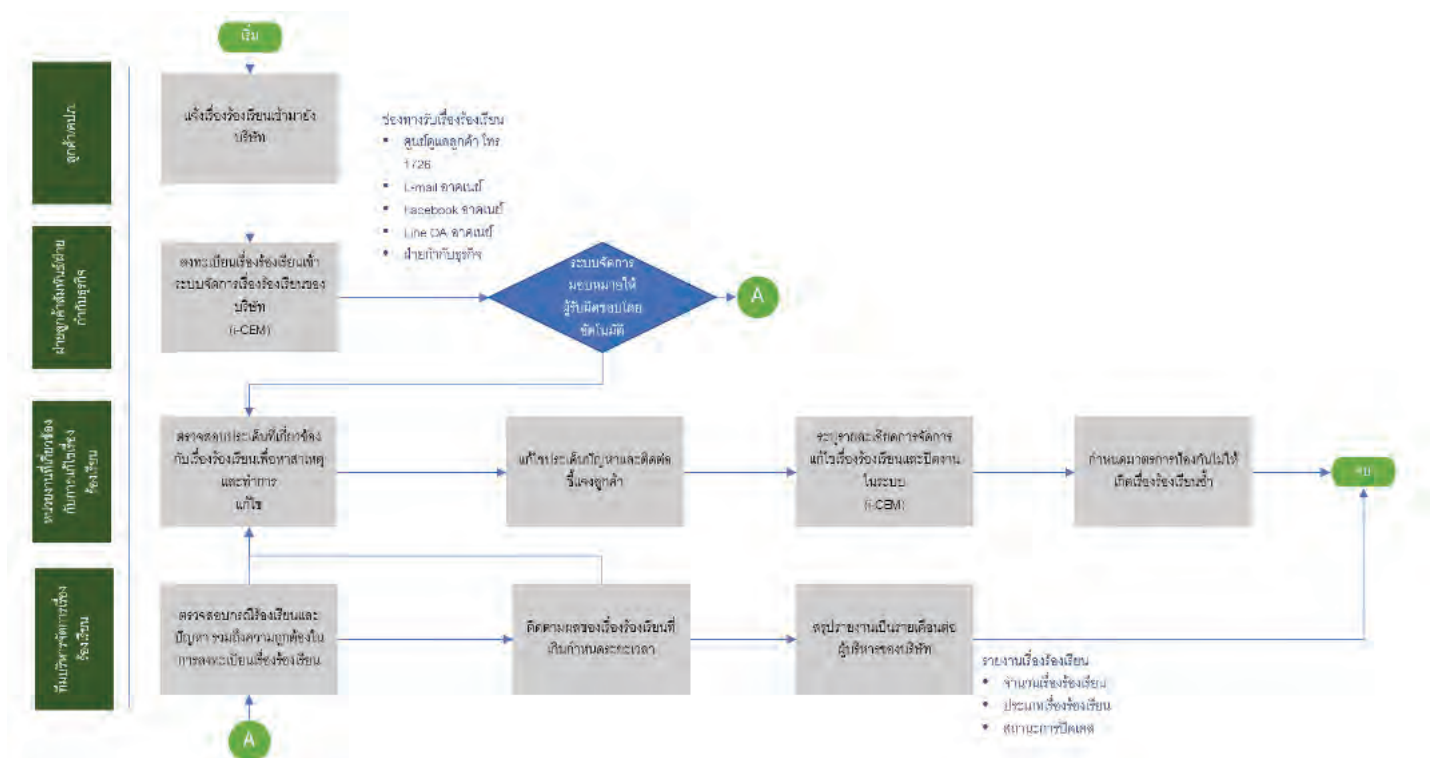 เริ่ม
ลูกค้า/คปภ.
แจ้งเรื่องร้องเรียนเข้ามายัง
บริษัท
ช่องทางรับเรื่องร้องเรียน
• ศูนย์ดูแลลูกค้า โทร
1726
• E-mail อาคเนย์
• Facebook อาคเนย์
• Line OA อาคเนย์
• ฝ่ายกำกับธุรกิจ
ฝ่ายลูกค้าสัมพันธ์/ฝ่าย
กำกับธุรกิจ
ลงทะเบียนเรื่องร้องเรียนเข้า
ระบบจัดการเรื่องร้องเรียนของ
บริษัท
(i-CEM)
ระบบจัดการ
มอบหมายให้
ผู้รับผิดชอบโดย
อัตโนมัติ
A
หน่วยงานที่เกี่ยวข้อง
กับการแก้ไขเรื่อง
ร้องเรียน
ตรวจสอบประเด็นที่เกี่ยวข้อง
กับเรื่องร้องเรียนเพื่อหาสาเหตุ
และทำการ
แก้ไข
แก้ไขประเด็นปัญหาและติดต่อ
ชี้แจงลูกค้า
ระบุรายละเอียดการจัดการ
แก้ไขเรื่องร้องเรียนและปิดงาน
ในระบบ
(i-CEM)
กำหนดมาตรการป้องกันไม่ให้
เกิดเรื่องร้องเรียนซ้ำ
จบ
ทีมบริหารจัดการเรื่อง
ร้องเรียน
ตรวจสอบกรณีร้องเรียนและ
ปัญหา รวมถึงความถูกต้องใน
การลงทะเบียนเรื่องร้องเรียน
ติดตามผลของเรื่องร้องเรียนที่
เกินกำหนดระยะเวลา
สรุปรายงานเป็นรายเดือนต่อ
ผู้บริหารของบริษัท
รายงานเรื่องร้องเรียน
• จำนวนเรื่องร้องเรียน
• ประเภทเรื่องร้องเรียน
• สถานะการปิดเคส
A